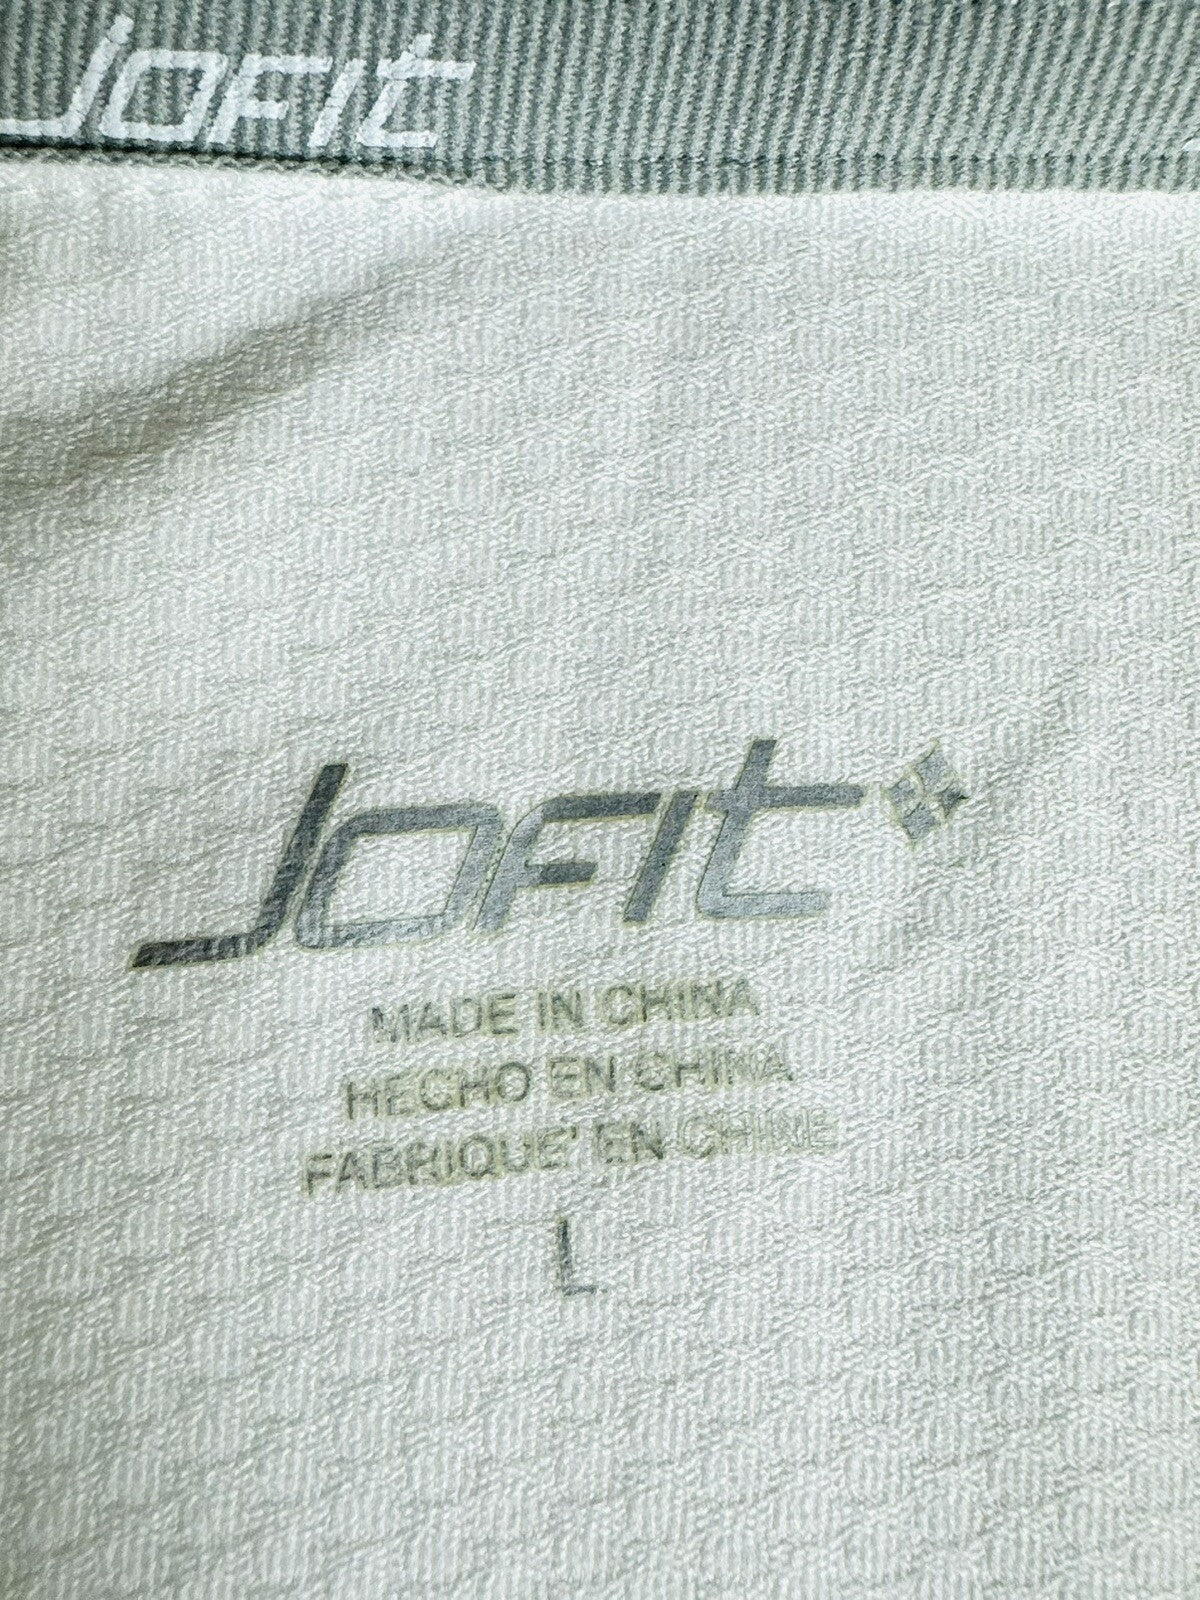 JOFIT
JOFIT
MADE IN CHINA
HECHO EN CHINA
FABRIQUE' EN CHINE
L